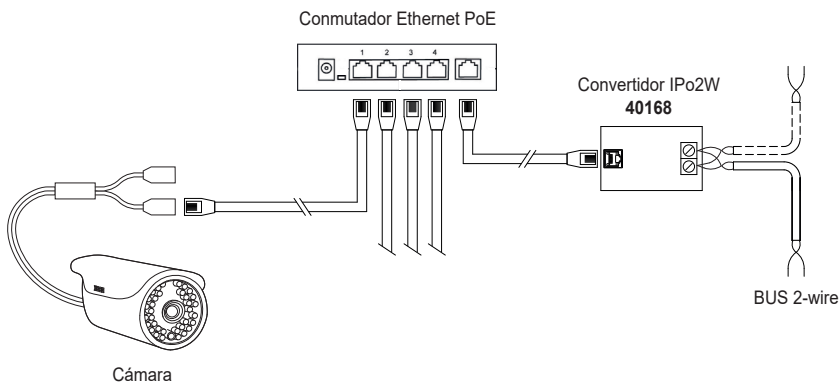 Conmutador Ethernet PoE
1 2 3 4
Convertidor IPo2W
40168
BUS 2-wire
Cámara